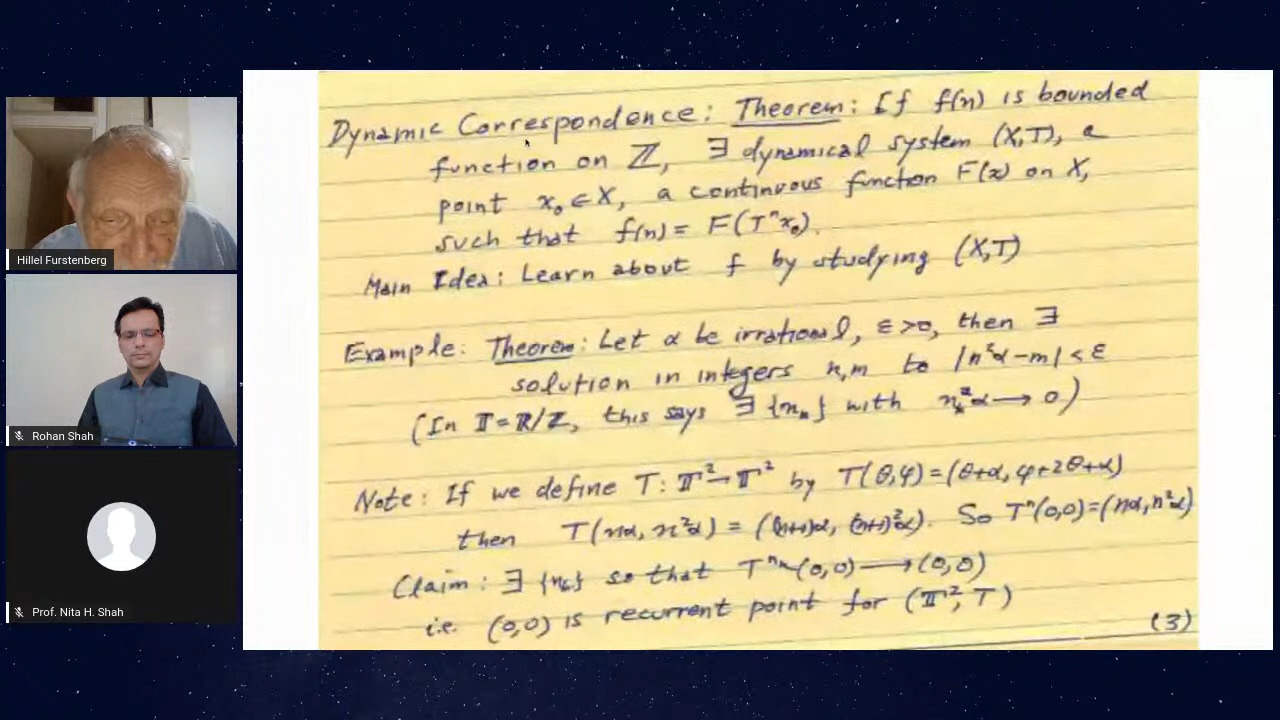 Hillel Furstenberg
Rohan Shah
Prof. Nita H. Shah
Dynamic Correspondence: Theorem: If f(n) is bounded
function on ℤ, ∃ dynamical system (X,T), a
point x₀ ∈ X, a continuous function F(x) on X,
such that f(n) = F(Tⁿx₀).
Main Idea: Learn about f by studying (X,T)
Example: Theorem: Let α be irrational, ε>0, then ∃
solution in integers n,m to |n²α-m| < ε
(In 𝕋=ℝ/ℤ, this says ∃ {nₖ} with nₖ²α → 0)
Note: If we define T: 𝕋² → 𝕋² by T(θ,φ)=(θ+α, φ+2θ+α)
then T(nα, n²α) = ((n+1)α, (n+1)²α). So Tⁿ(0,0)=(nα,n²α)
Claim: ∃ {nₖ} so that Tⁿᵏ(0,0) → (0,0)
i.e. (0,0) is recurrent point for (𝕋², T)
(3)